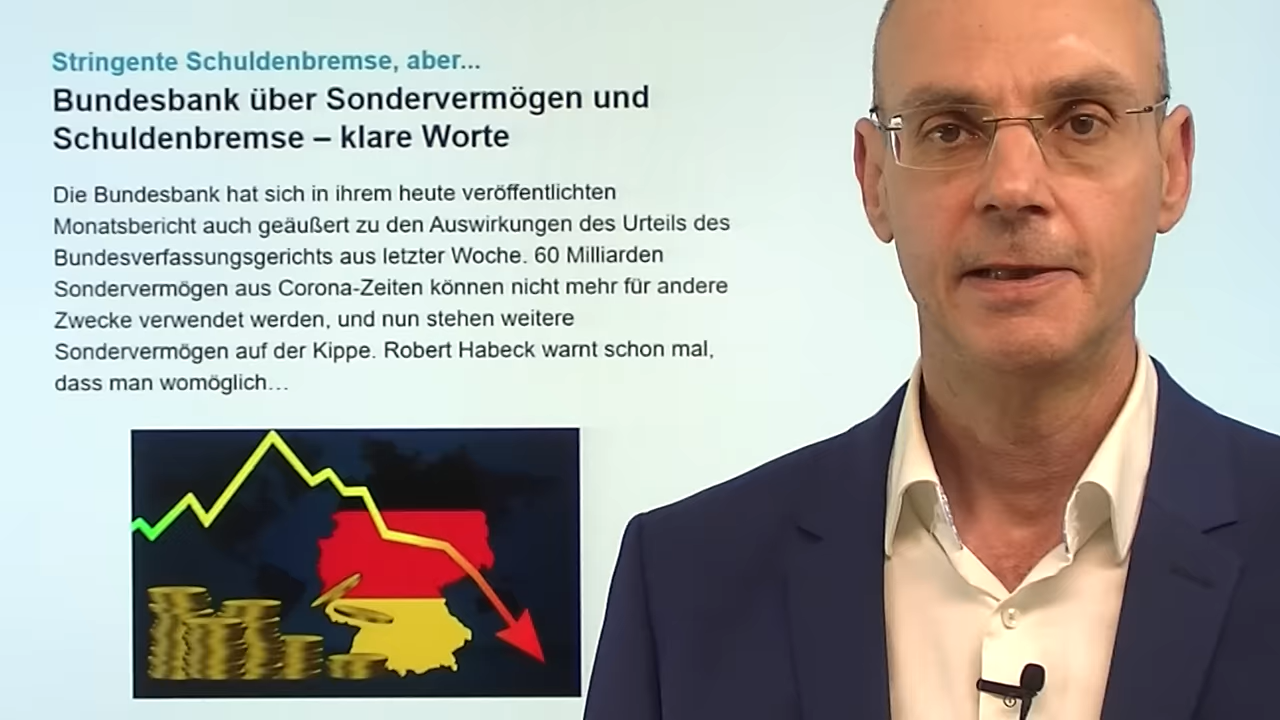 Stringente Schuldenbremse, aber...
Bundesbank über Sondervermögen und
Schuldenbremse – klare Worte
Die Bundesbank hat sich in ihrem heute veröffentlichten
Monatsbericht auch geäußert zu den Auswirkungen des Urteils des
Bundesverfassungsgerichts aus letzter Woche. 60 Milliarden
Sondervermögen aus Corona-Zeiten können nicht mehr für andere
Zwecke verwendet werden, und nun stehen weitere
Sondervermögen auf der Kippe. Robert Habeck warnt schon mal,
dass man womöglich…